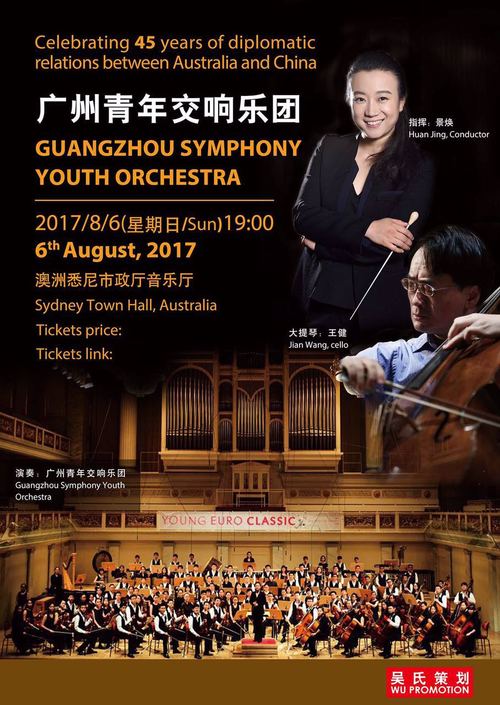 Celebrating 45 years of diplomatic
relations between Australia and China
广州青年交响乐团
GUANGZHOU SYMPHONY
YOUTH ORCHESTRA
2017/8/6(星期日/Sun)19:00
6th August, 2017
澳洲悉尼市政厅音乐厅
Sydney Town Hall, Australia
Tickets price:
Tickets link:
指挥：景焕
Huan Jing, Conductor
大提琴：王健
Jian Wang, cello
演奏：广州青年交响乐团
Guangzhou Symphony Youth
Orchestra
YOUNG EURO CLASSIC
吴氏策划
WU PROMOTION